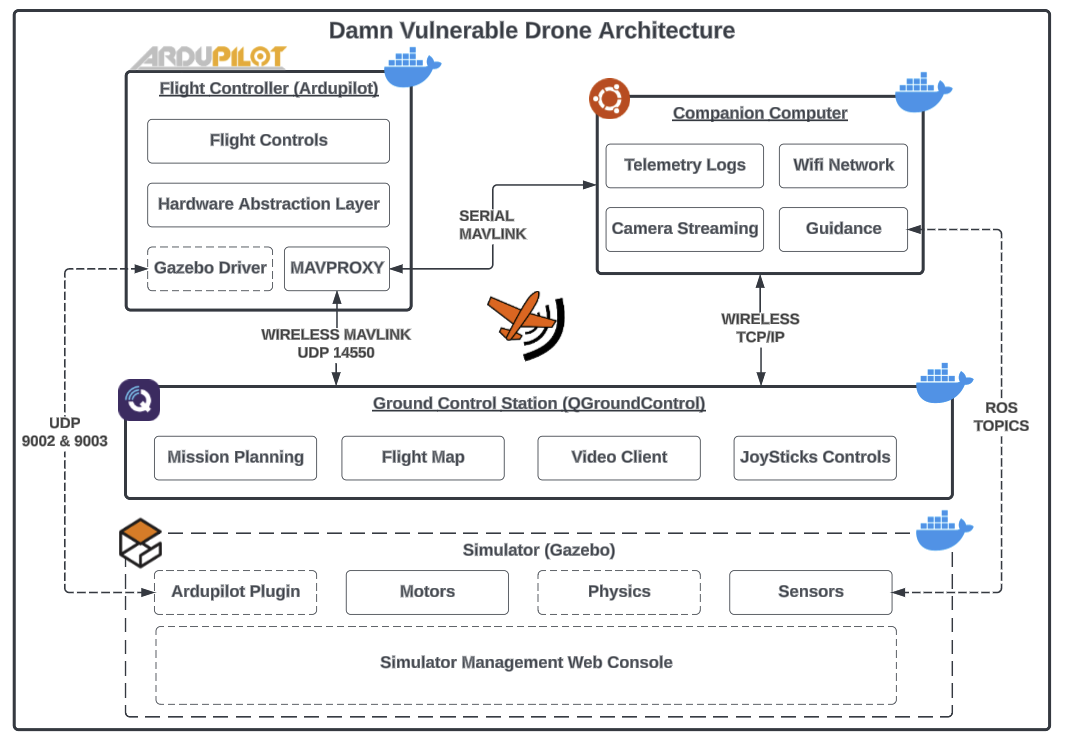 Damn Vulnerable Drone Architecture
ARDUPILOT
Flight Controller (Ardupilot)
Flight Controls
Hardware Abstraction Layer
Gazebo Driver
MAVPROXY
Companion Computer
Telemetry Logs
Wifi Network
Camera Streaming
Guidance
SERIAL
MAVLINK
WIRELESS MAVLINK
UDP 14550
WIRELESS
TCP/IP
Ground Control Station (QGroundControl)
Mission Planning
Flight Map
Video Client
JoySticks Controls
UDP
9002 & 9003
ROS
TOPICS
Simulator (Gazebo)
Ardupilot Plugin
Motors
Physics
Sensors
Simulator Management Web Console